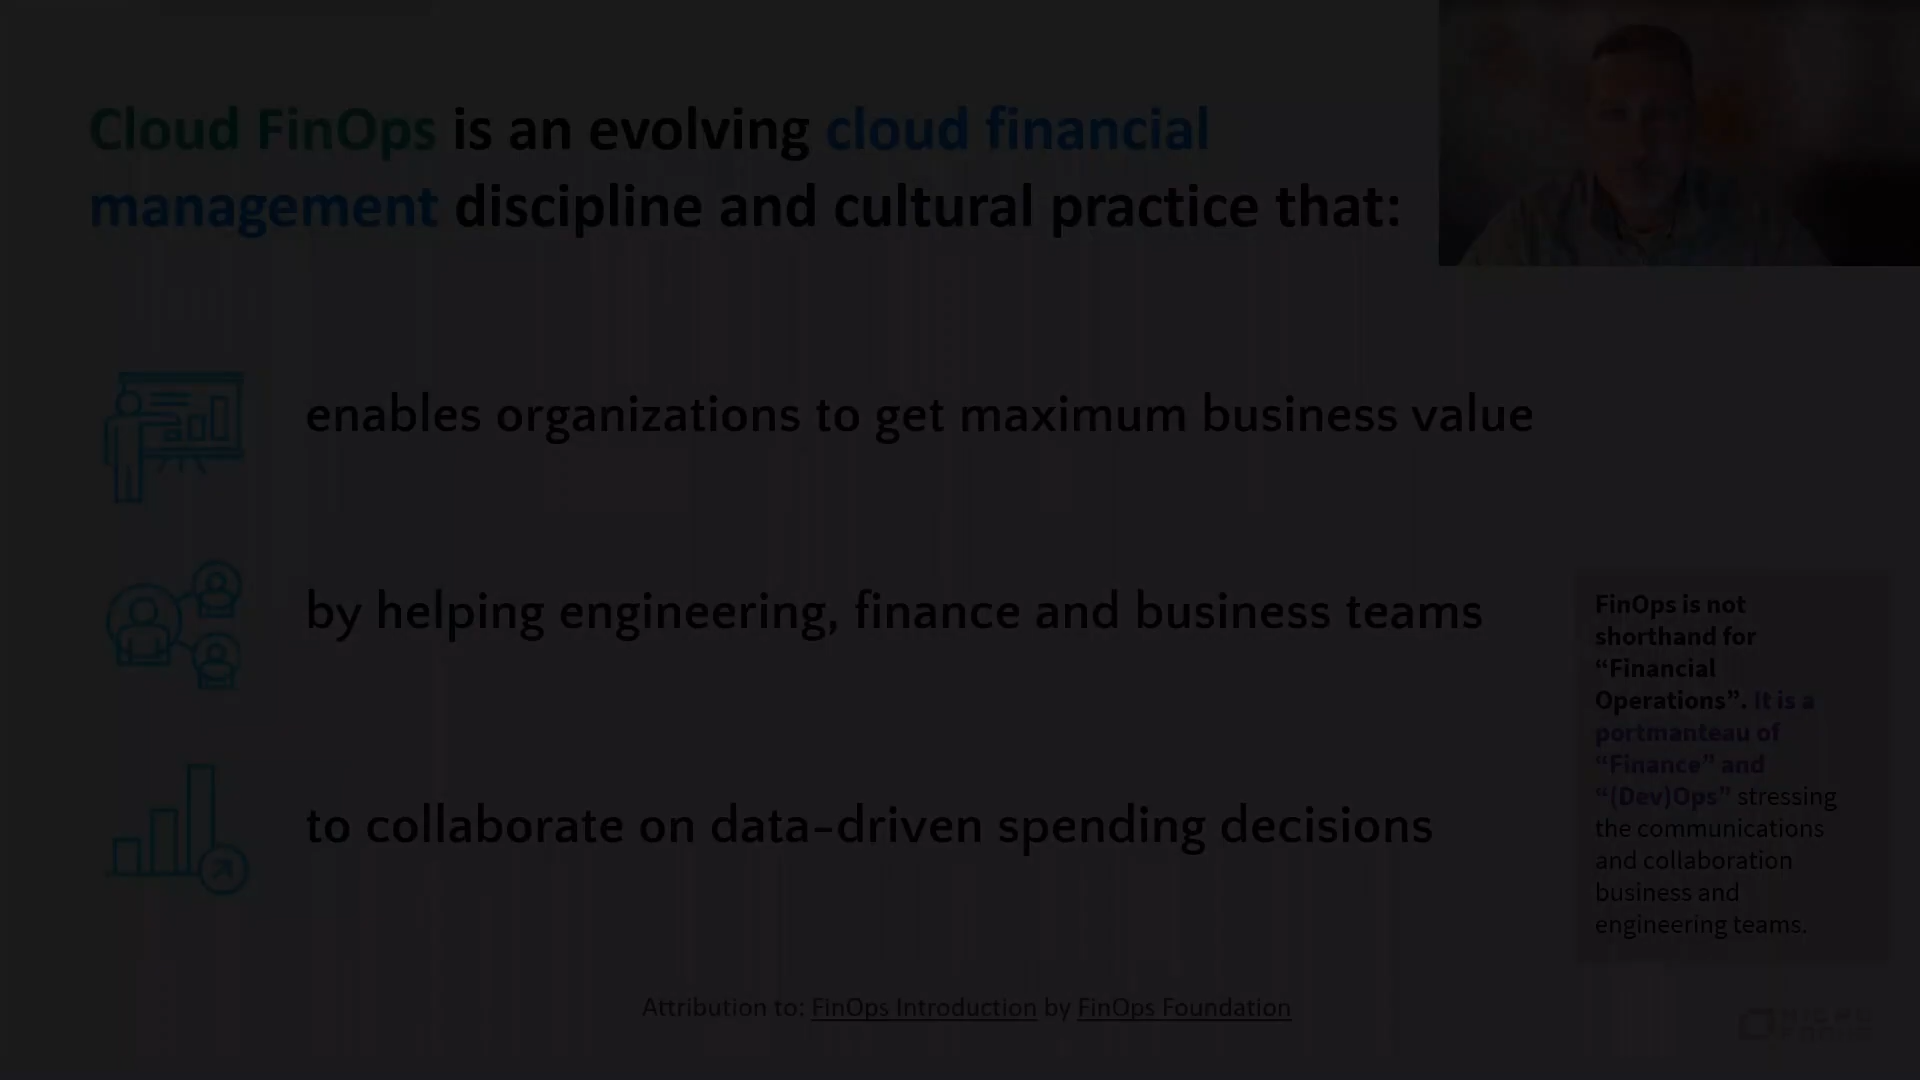 Cloud FinOps is an evolving cloud financial
management discipline and cultural practice that:
enables organizations to get maximum business value
by helping engineering, finance and business teams
to collaborate on data-driven spending decisions
FinOps is not
shorthand for
“Financial
Operations”. It is a
portmanteau of
“Finance” and
“(Dev)Ops” stressing
the communications
and collaboration
business and
engineering teams.
Attribution to: FinOps Introduction by FinOps Foundation